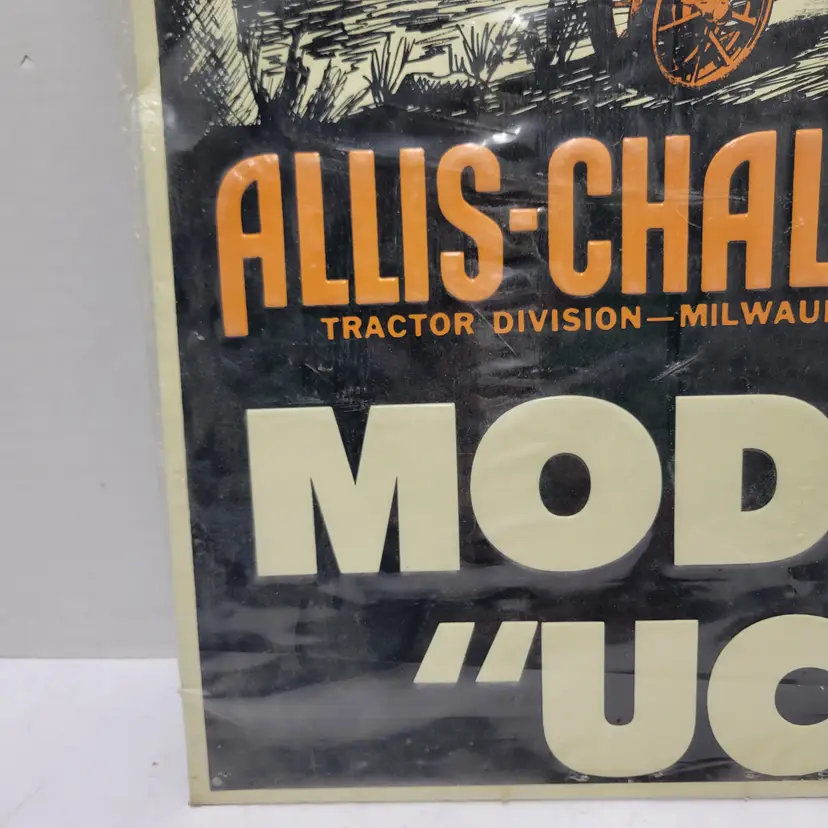 ALLIS-CHAL
TRACTOR DIVISION—MILWAU
MOD
"UC